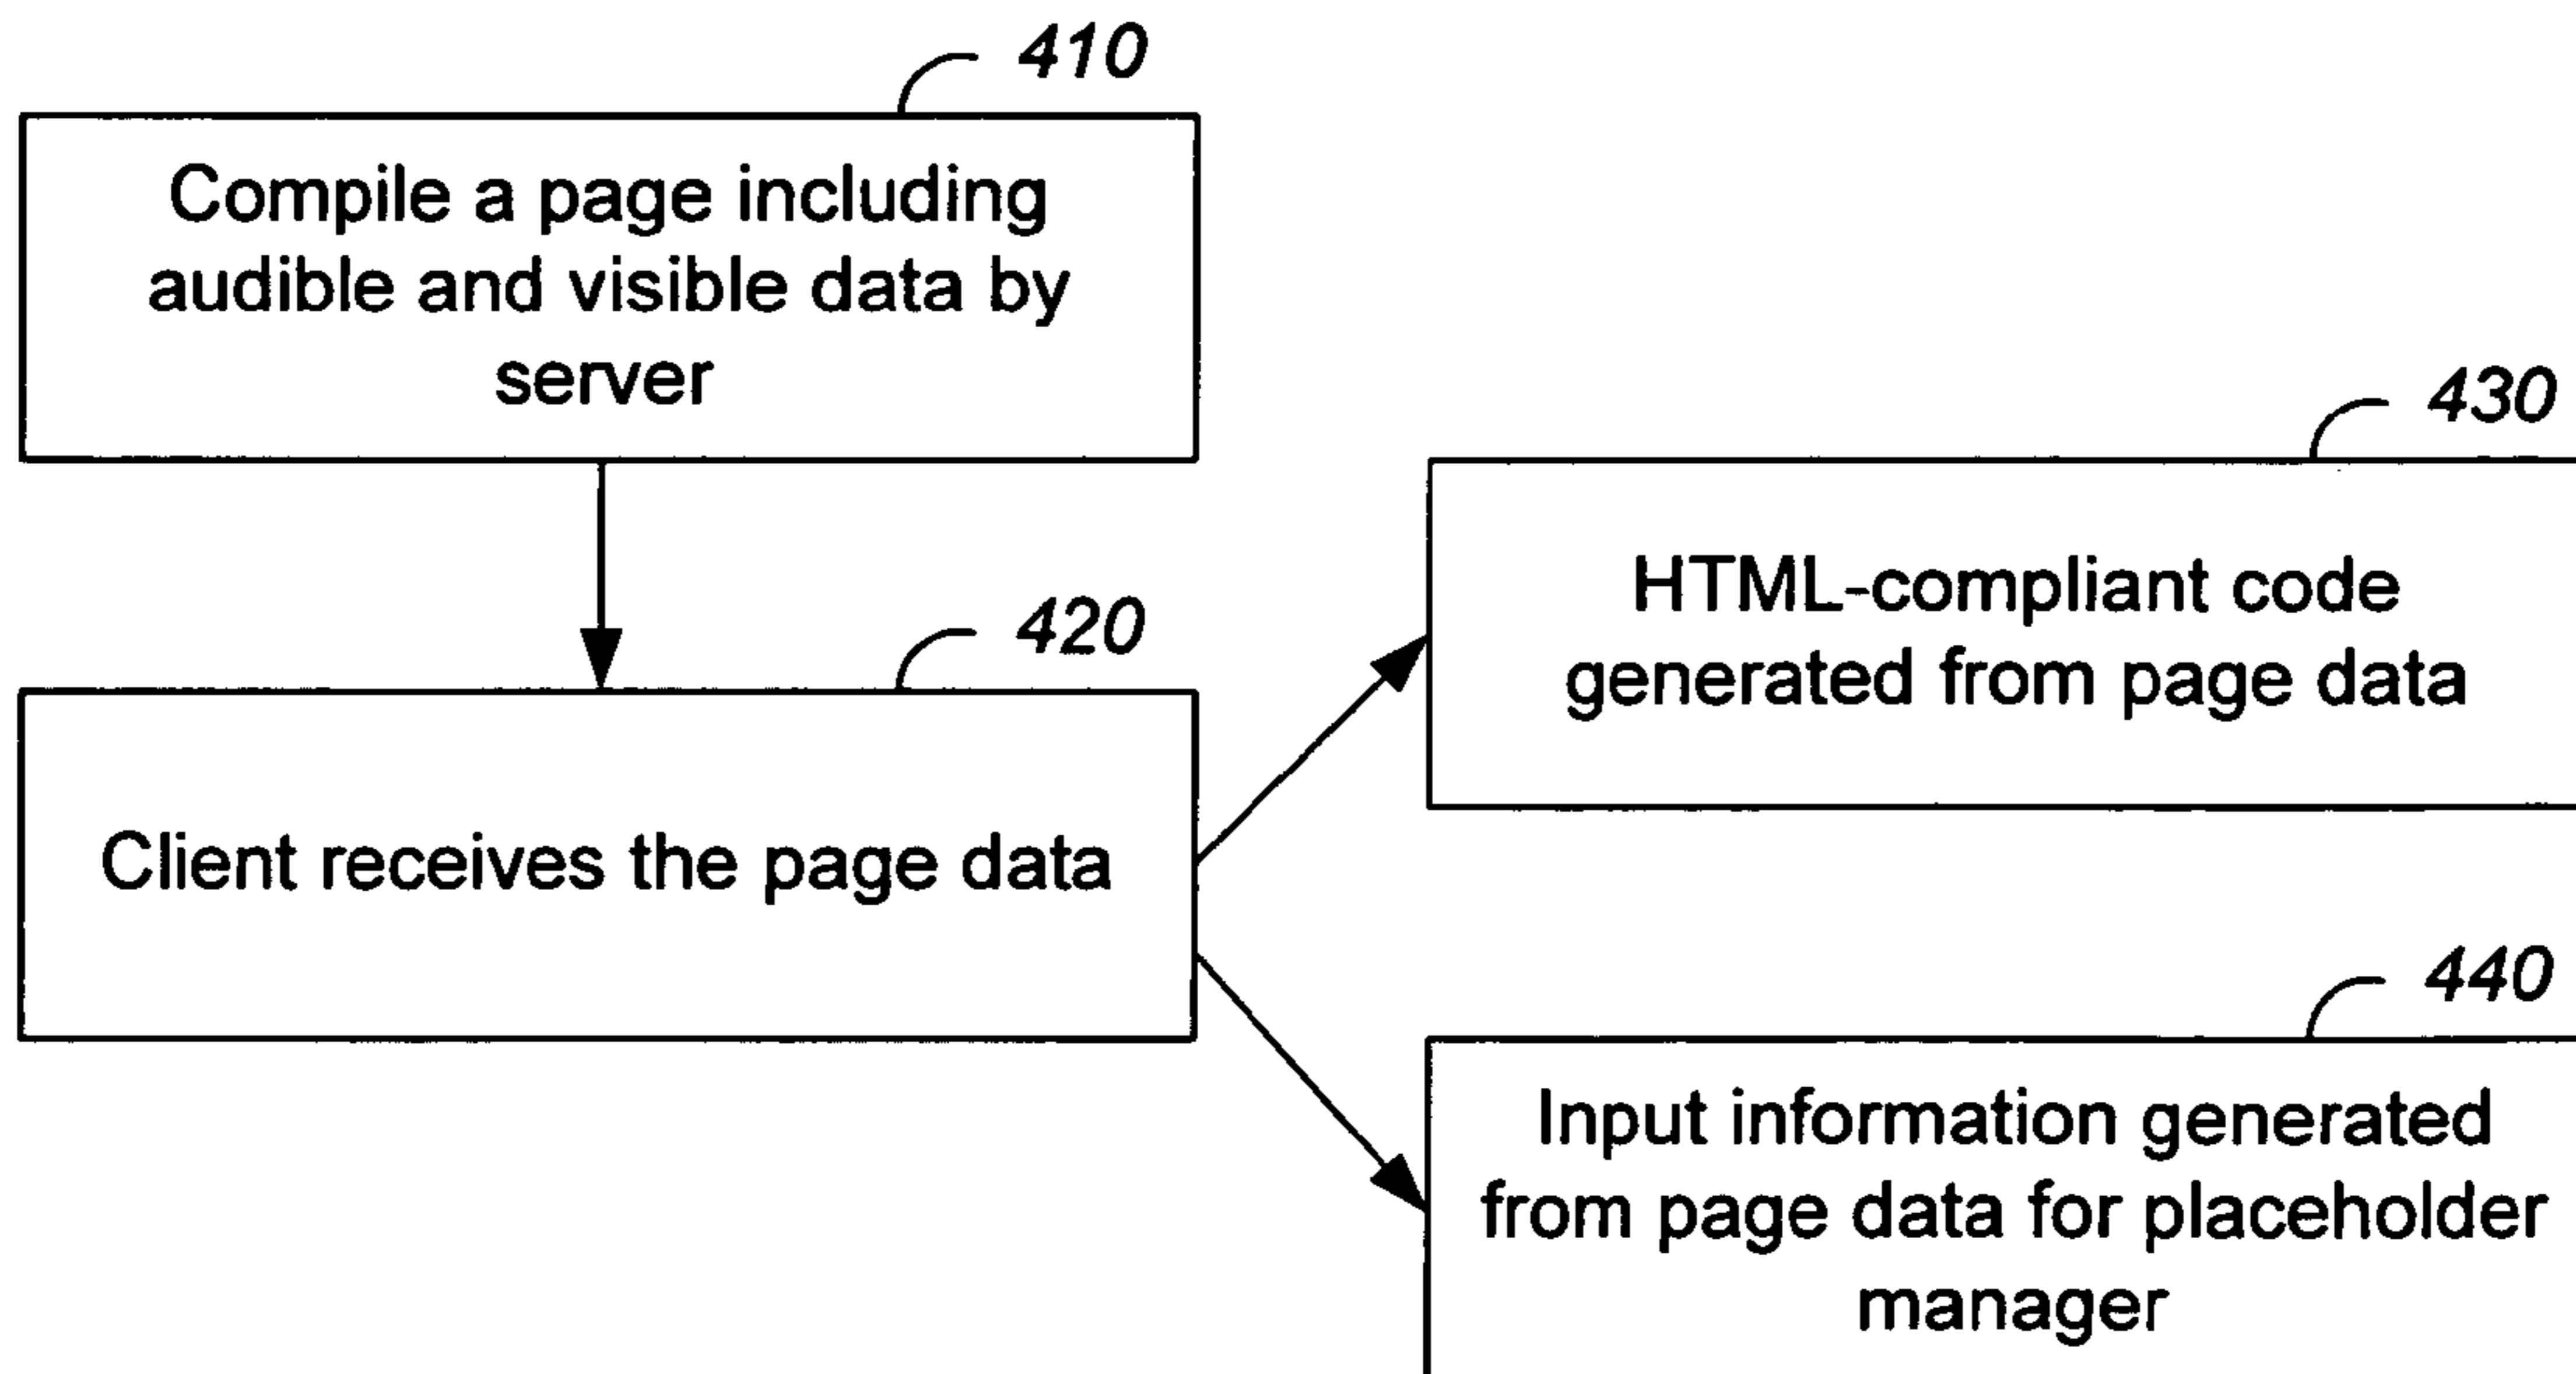 410
Compile a page including
audible and visible data by
server
430
HTML-compliant code
generated from page data
420
Client receives the page data
440
Input information generated
from page data for placeholder
manager